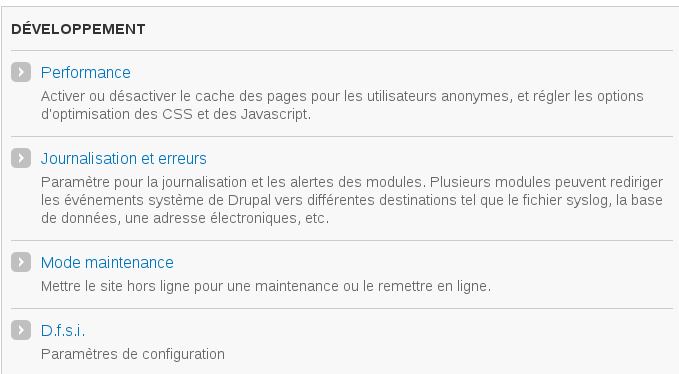 DÉVELOPPEMENT
Performance
Activer ou désactiver le cache des pages pour les utilisateurs anonymes, et régler les options
d'optimisation des CSS et des Javascript.
Journalisation et erreurs
Paramètre pour la journalisation et les alertes des modules. Plusieurs modules peuvent rediriger
les événements système de Drupal vers différentes destinations tel que le fichier syslog, la base
de données, une adresse électroniques, etc.
Mode maintenance
Mettre le site hors ligne pour une maintenance ou le remettre en ligne.
D.f.s.i.
Paramètres de configuration